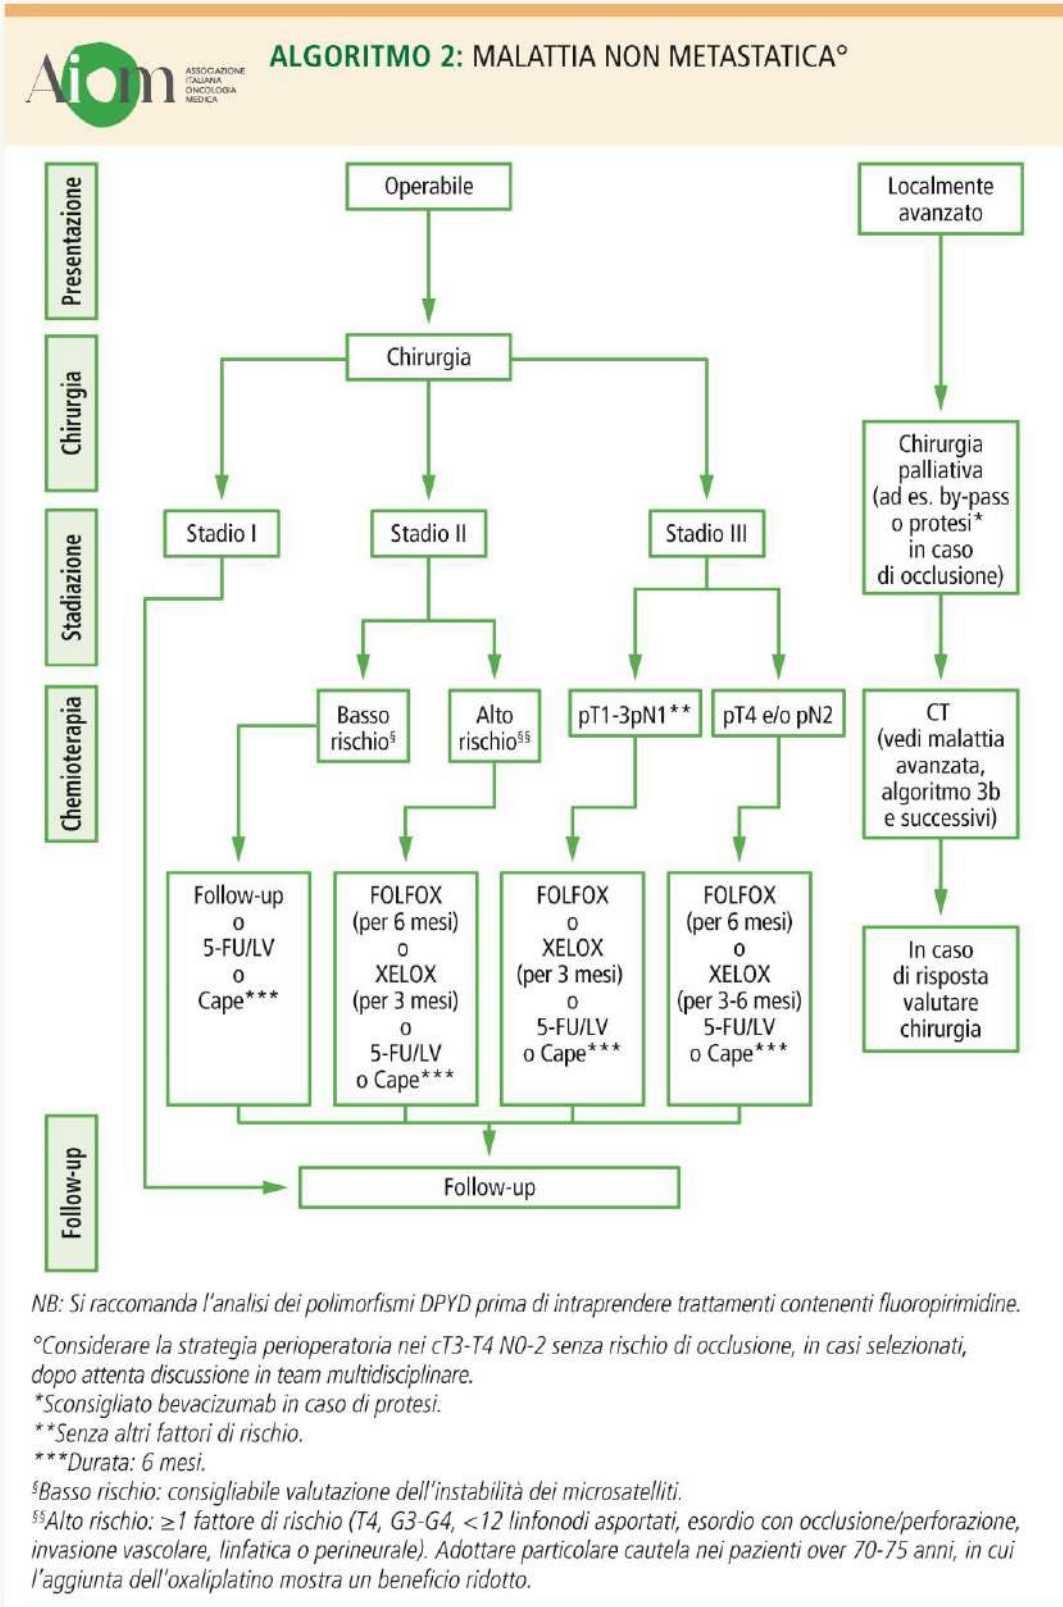 Aiom
ASSOCIAZIONE
ITALIANA
ONCOLOGIA
MEDICA
ALGORITMO 2: MALATTIA NON METASTATICA°
Presentazione
Operabile
Localmente
avanzato
Chirurgia
Chirurgia
Chirurgia
palliativa
(ad es. by-pass
o protesi*
in caso
di occlusione)
Stadiazione
Stadio I
Stadio II
Stadio III
Chemioterapia
Basso
rischio§
Alto
rischio§§
pT1-3pN1**
pT4 e/o pN2
CT
(vedi malattia
avanzata,
algoritmo 3b
e successivi)
Follow-up
o
5-FU/LV
o
Cape***
FOLFOX
(per 6 mesi)
o
XELOX
(per 3 mesi)
o
5-FU/LV
o Cape***
FOLFOX
o
XELOX
(per 3 mesi)
o
5-FU/LV
o Cape***
FOLFOX
(per 6 mesi)
o
XELOX
(per 3-6 mesi)
5-FU/LV
o Cape***
In caso
di risposta
valutare
chirurgia
Follow-up
Follow-up
NB: Si raccomanda l'analisi dei polimorfismi DPYD prima di intraprendere trattamenti contenenti fluoropirimidine.
°Considerare la strategia perioperatoria nei cT3-T4 N0-2 senza rischio di occlusione, in casi selezionati,
dopo attenta discussione in team multidisciplinare.
*Sconsigliato bevacizumab in caso di protesi.
**Senza altri fattori di rischio.
***Durata: 6 mesi.
§Basso rischio: consigliabile valutazione dell'instabilità dei microsatelliti.
§§Alto rischio: ≥1 fattore di rischio (T4, G3-G4, <12 linfonodi asportati, esordio con occlusione/perforazione,
invasione vascolare, linfatica o perineurale). Adottare particolare cautela nei pazienti over 70-75 anni, in cui
l'aggiunta dell'oxaliplatino mostra un beneficio ridotto.